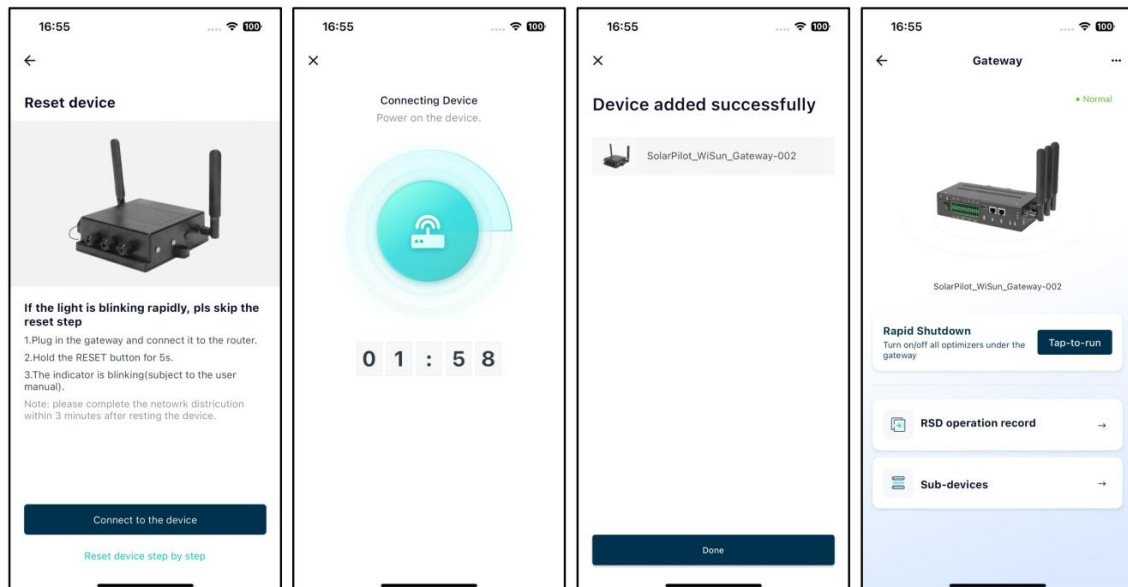 16:55
100
Reset device
If the light is blinking rapidly, pls skip the
reset step
1.Plug in the gateway and connect it to the router.
2.Hold the RESET button for 5s.
3.The indicator is blinking(subject to the user
manual).
Note: please complete the netowrk districution
within 3 minutes after resting the device.
Connect to the device
Reset device step by step
16:55
100
Connecting Device
Power on the device.
01:58
16:55
100
Device added successfully
SolarPilot_WiSun_Gateway-002
Done
16:55
100
Gateway
Normal
SolarPilot_WiSun_Gateway-002
Rapid Shutdown
Turn on/off all optimizers under the
gateway
Tap-to-run
RSD operation record
Sub-devices